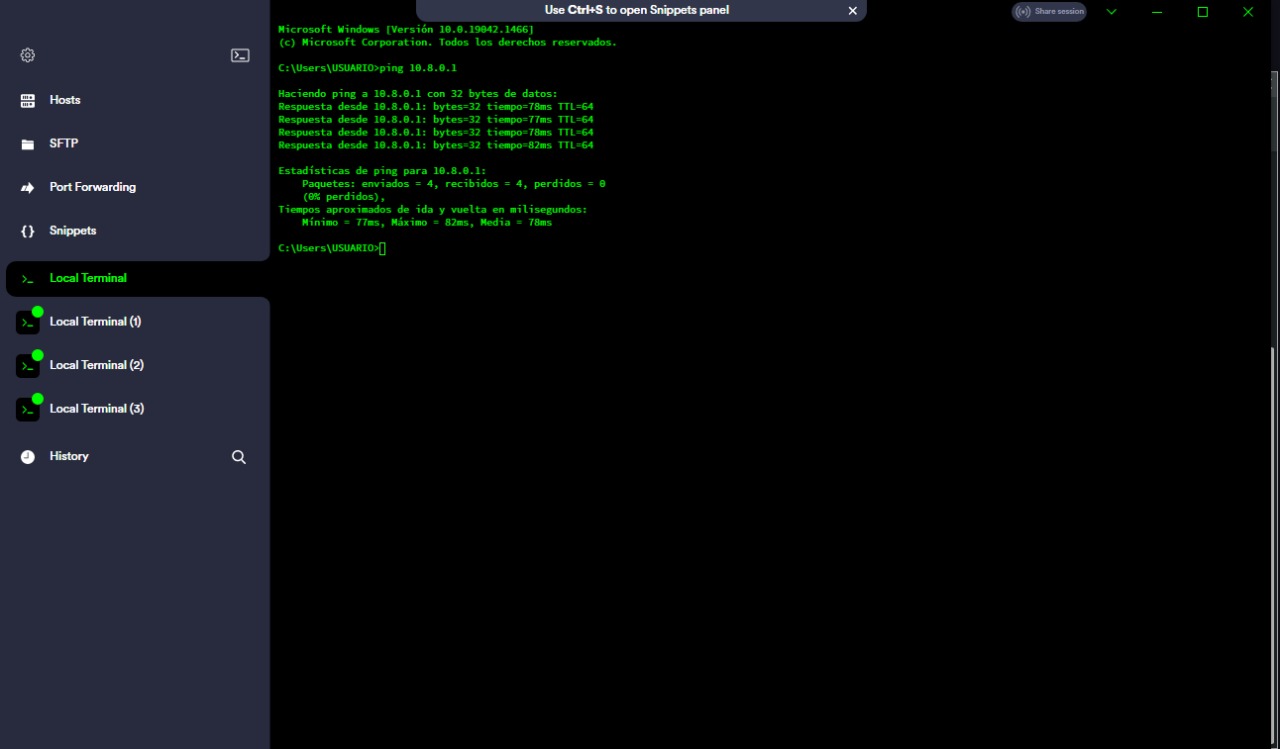 Use Ctrl+S to open Snippets panel
Share session
Hosts
SFTP
Port Forwarding
Snippets
Local Terminal
Local Terminal (1)
Local Terminal (2)
Local Terminal (3)
History
Microsoft Windows [Versión 10.0.19042.1466]
(c) Microsoft Corporation. Todos los derechos reservados.
C:\Users\USUARIO>ping 10.8.0.1
Haciendo ping a 10.8.0.1 con 32 bytes de datos:
Respuesta desde 10.8.0.1: bytes=32 tiempo=78ms TTL=64
Respuesta desde 10.8.0.1: bytes=32 tiempo=77ms TTL=64
Respuesta desde 10.8.0.1: bytes=32 tiempo=78ms TTL=64
Respuesta desde 10.8.0.1: bytes=32 tiempo=82ms TTL=64
Estadísticas de ping para 10.8.0.1:
Paquetes: enviados = 4, recibidos = 4, perdidos = 0
(0% perdidos),
Tiempos aproximados de ida y vuelta en milisegundos:
Mínimo = 77ms, Máximo = 82ms, Media = 78ms
C:\Users\USUARIO>